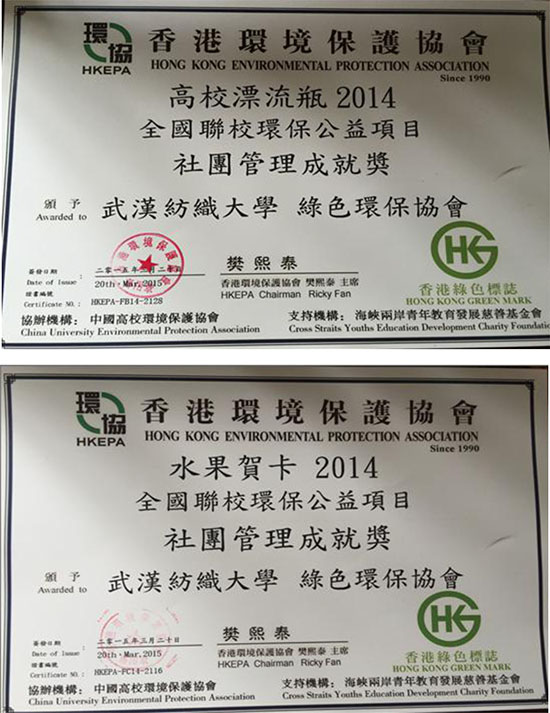 環協
HKEPA
香港環境保護協會
HONG KONG ENVIRONMENTAL PROTECTION ASSOCIATION
Since 1990
高校漂流瓶 2014
全國聯校環保公益項目
社團管理成就獎
頒予
Awarded to
武漢紡織大學 綠色環保協會
簽發日期 :
Date of Issue
二零一五年三月二十日
20th·Mar,2015
證書編號
Certificate NO. :
HKEPA-FB14-2128
樊熙泰
香港環境保護協會 樊熙泰 主席
HKEPA Chairman Ricky Fan
HK
香港綠色標誌
HONG KONG GREEN MARK
協辦機構: 中國高校環境保護協會
China University Environmental Protection Association
支持機構: 海峽兩岸青年教育發展慈善基金會
Cross Straits Youths Education Development Charity Foundation
環協
HKEPA
香港環境保護協會
HONG KONG ENVIRONMENTAL PROTECTION ASSOCIATION
Since 1990
水果賀卡 2014
全國聯校環保公益項目
社團管理成就獎
頒予
Awarded to
武漢紡織大學 綠色環保協會
簽發日期 :
Date of Issue
二零一五年三月二十日
20th·Mar,2015
證書編號
Certificate NO. :
HKEPA-FC14-2116
樊熙泰
香港環境保護協會 樊熙泰 主席
HKEPA Chairman Ricky Fan
HK
香港綠色標誌
HONG KONG GREEN MARK
協辦機構: 中國高校環境保護協會
China University Environmental Protection Association
支持機構: 海峽兩岸青年教育發展慈善基金會
Cross Straits Youths Education Development Charity Foundation